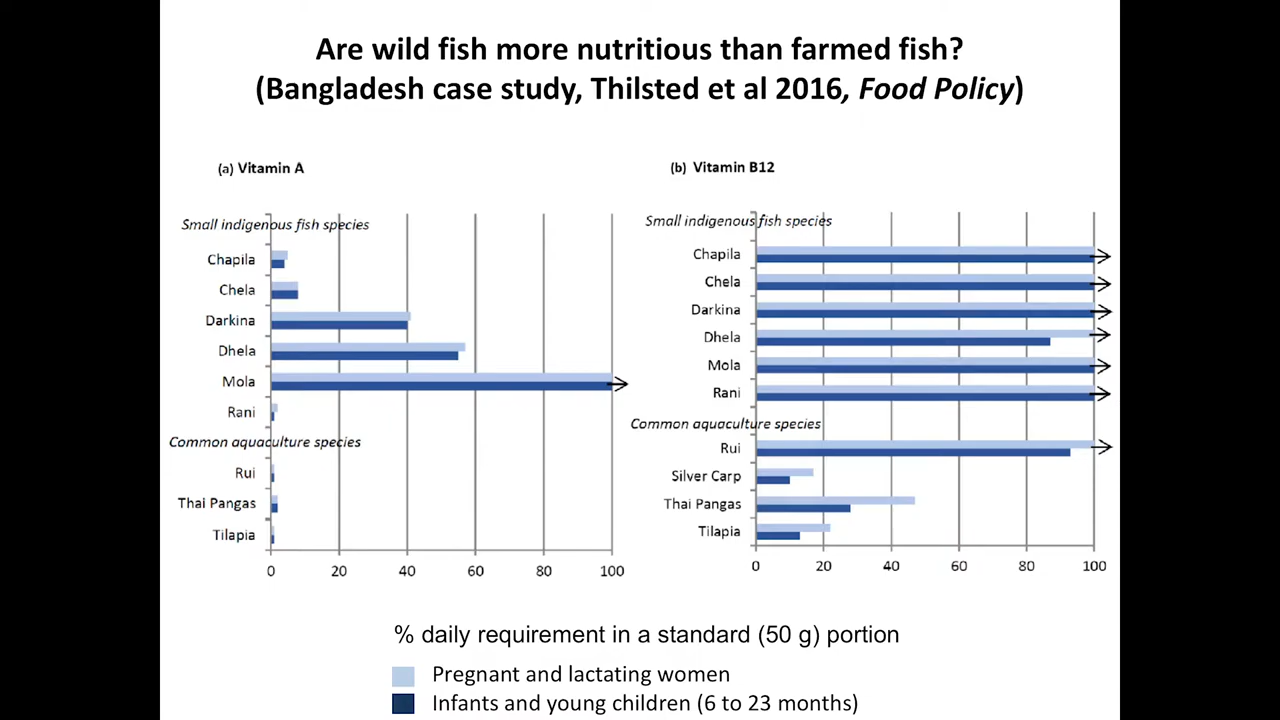 Are wild fish more nutritious than farmed fish?
(Bangladesh case study, Thilsted et al 2016, Food Policy)
(a) Vitamin A
Small indigenous fish species
Chapila
Chela
Darkina
Dhela
Mola
Rani
Common aquaculture species
Rui
Thai Pangas
Tilapia
0 20 40 60 80 100
(b) Vitamin B12
Small indigenous fish species
Chapila
Chela
Darkina
Dhela
Mola
Rani
Common aquaculture species
Rui
Silver Carp
Thai Pangas
Tilapia
0 20 40 60 80 100
% daily requirement in a standard (50 g) portion
Pregnant and lactating women
Infants and young children (6 to 23 months)